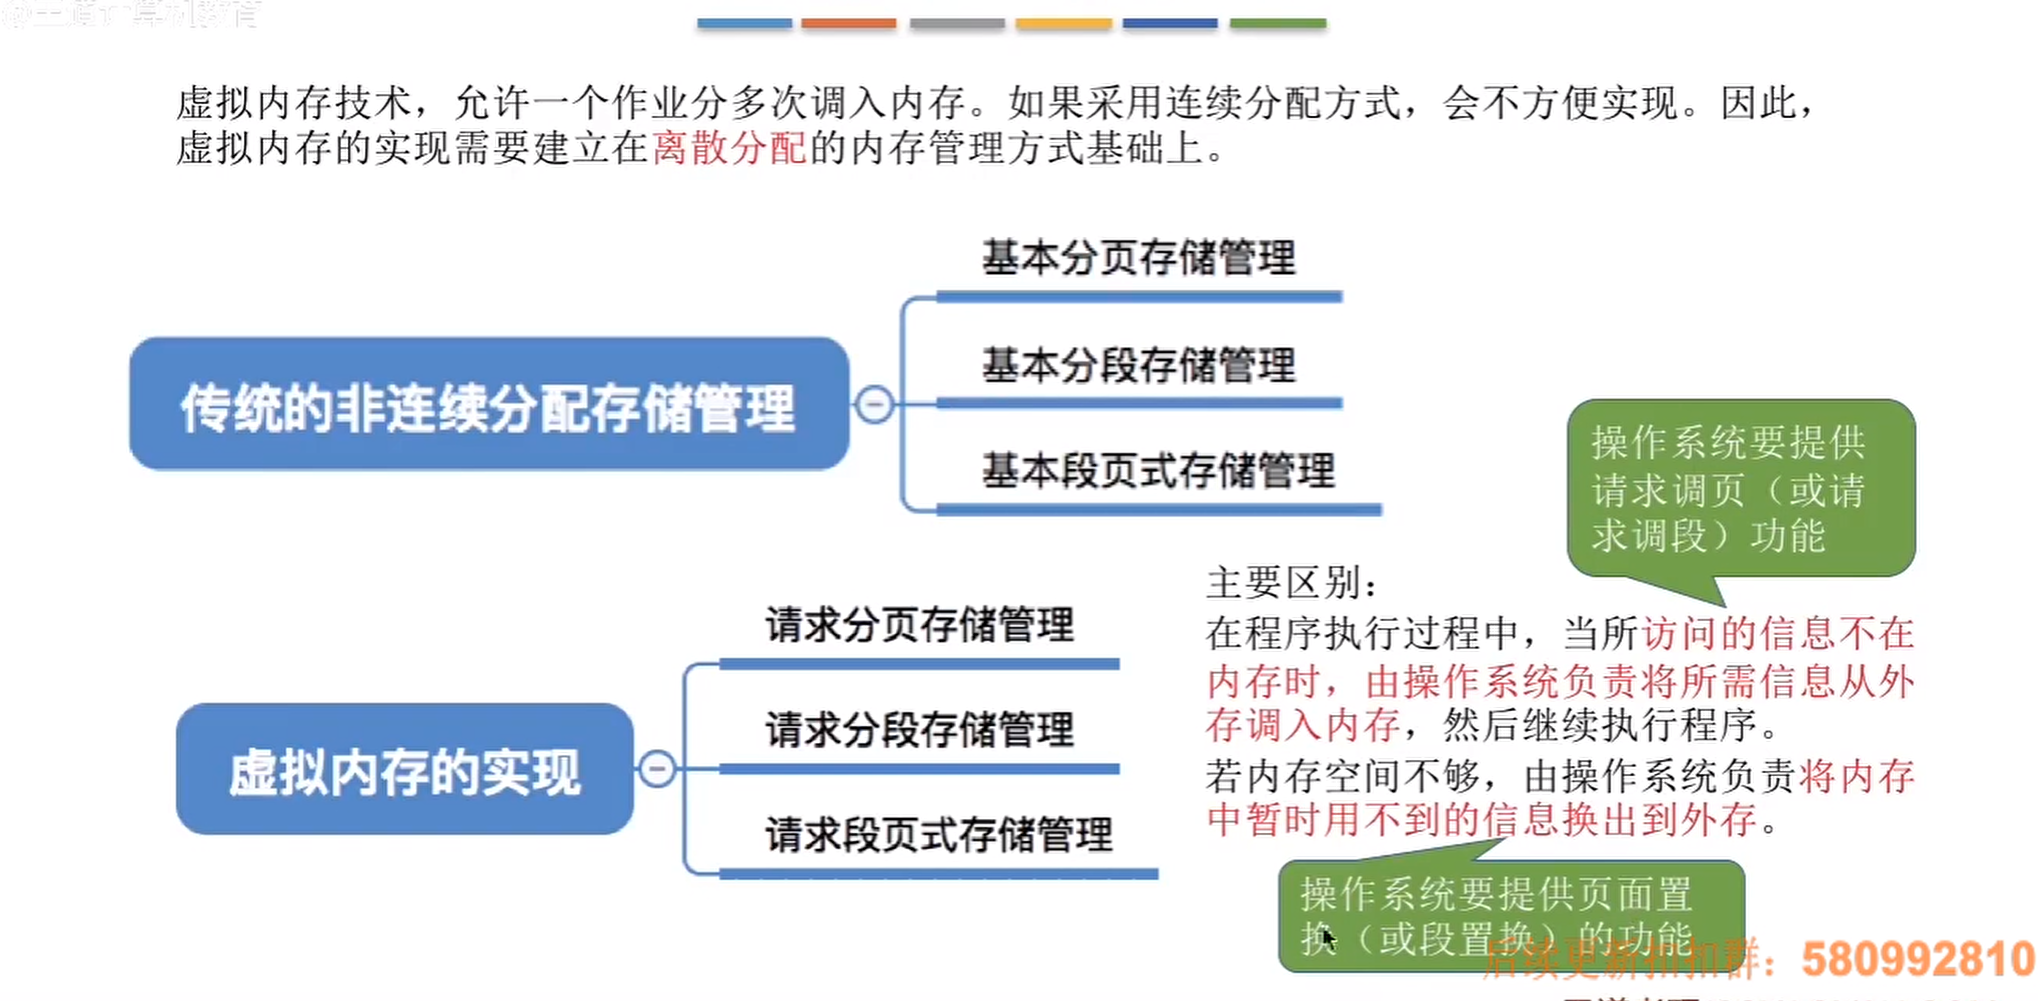 虚拟内存技术，允许一个作业分多次调入内存。如果采用连续分配方式，会不方便实现。因此，
虚拟内存的实现需要建立在离散分配的内存管理方式基础上。
基本分页存储管理
传统的非连续分配存储管理
基本分段存储管理
基本段页式存储管理
操作系统要提供
请求调页（或请
求调段）功能
请求分页存储管理
虚拟内存的实现
请求分段存储管理
请求段页式存储管理
主要区别：
在程序执行过程中，当所访问的信息不在
内存时，由操作系统负责将所需信息从外
存调入内存，然后继续执行程序。
若内存空间不够，由操作系统负责将内存
中暂时用不到的信息换出到外存。
操作系统要提供页面置
换（或段置换）的功能
后续更新扣扣群：580992810